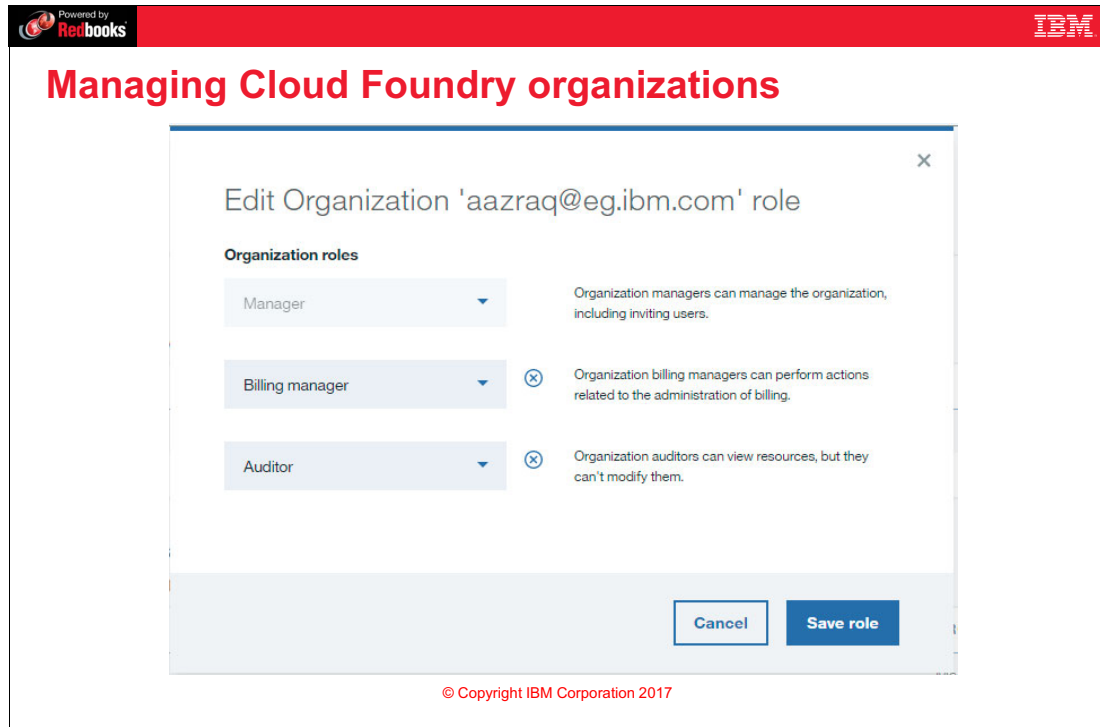 Powered by
Redbooks
IBM
Managing Cloud Foundry organizations
Edit Organization 'aazraq@eg.ibm.com' role
Organization roles
Manager
Organization managers can manage the organization,
including inviting users.
Billing manager
Organization billing managers can perform actions
related to the administration of billing.
Auditor
Organization auditors can view resources, but they
can't modify them.
Cancel
Save role
© Copyright IBM Corporation 2017